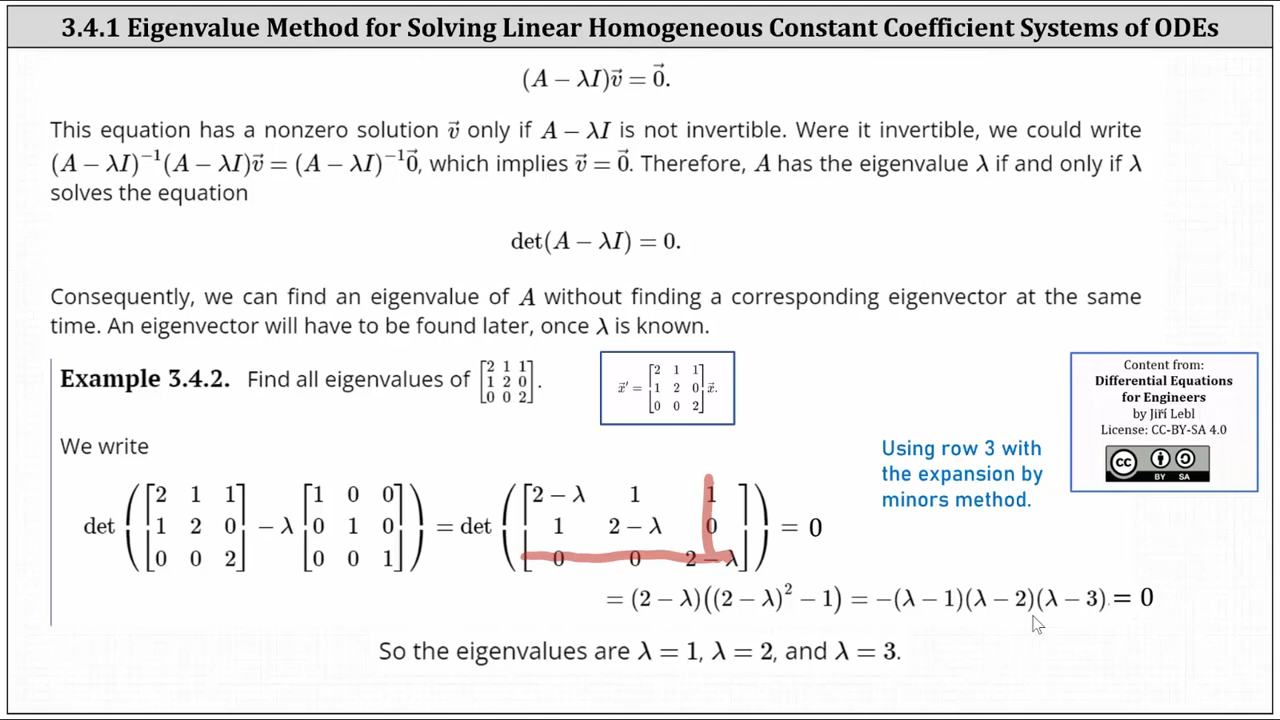 3.4.1 Eigenvalue Method for Solving Linear Homogeneous Constant Coefficient Systems of ODEs
(A − λI)v⃗ = 0⃗.
This equation has a nonzero solution v⃗ only if A − λI is not invertible. Were it invertible, we could write
(A − λI)⁻¹(A − λI)v⃗ = (A − λI)⁻¹0⃗, which implies v⃗ = 0⃗. Therefore, A has the eigenvalue λ if and only if λ
solves the equation
det(A − λI) = 0.
Consequently, we can find an eigenvalue of A without finding a corresponding eigenvector at the same
time. An eigenvector will have to be found later, once λ is known.
Example 3.4.2. Find all eigenvalues of [2 1 1; 1 2 0; 0 0 2].
x⃗′ = [2 1 1; 1 2 0; 0 0 2] x⃗.
Content from:
Differential Equations
for Engineers
by Jiří Lebl
License: CC-BY-SA 4.0
cc BY SA
We write
Using row 3 with
the expansion by
minors method.
det([2 1 1; 1 2 0; 0 0 2] − λ[1 0 0; 0 1 0; 0 0 1]) = det([2 − λ 1 1; 1 2 − λ 0; 0 0 2 − λ]) = 0
= (2 − λ)((2 − λ)² − 1) = −(λ − 1)(λ − 2)(λ − 3). = 0
So the eigenvalues are λ = 1, λ = 2, and λ = 3.